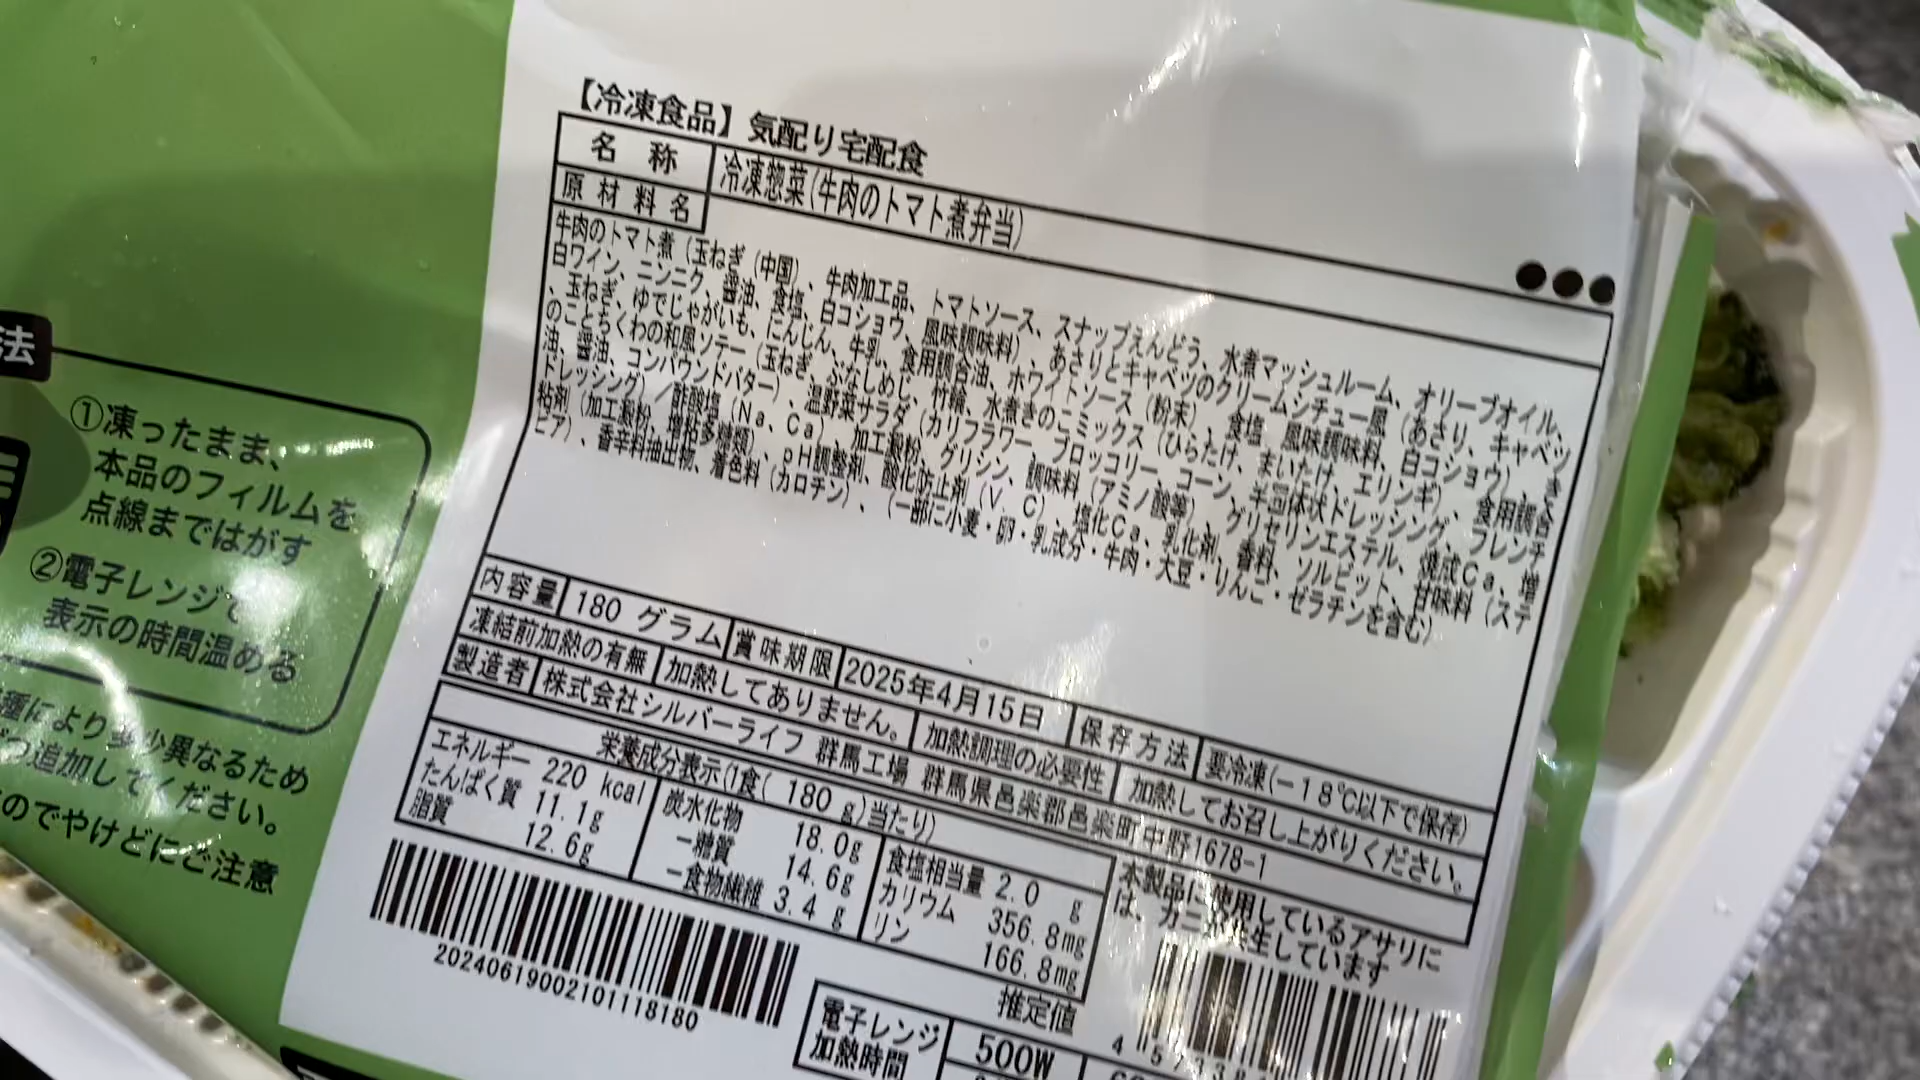 【冷凍食品】気配り宅配食
名 称
冷凍惣菜(牛肉のトマト煮弁当)
原 材 料 名
●●●
牛肉のトマト煮(玉ねぎ(中国)、牛肉加工品、トマトソース、スナップえんどう、水煮マッシュルーム、オリーブオイル、
白ワイン、ニンニク、醤油、食塩、白コショウ、風味調味料)、あさりとキャベツのクリームシチュー風(あさり、キャベツ
、玉ねぎ、ゆでじゃがいも、にんじん、牛乳、食用調合油、ホワイトソース(粉末)、食塩、風味調味料、白コショウ)、き
のことちくわの和風ソテー(玉ねぎ、ぶなしめじ、竹輪、水煮きのこミックス(ひらたけ、まいたけ、エリンギ)、食用調合
油、醤油、コンパウンドバター)、温野菜サラダ(カリフラワー、ブロッコリー、コーン、半固体状ドレッシング、フレンチ
ドレッシング)/酢酸塩(Na、Ca)、加工澱粉、グリシン、調味料(アミノ酸等)、グリセリンエステル、焼成Ca、増
粘剤(加工澱粉、増粘多糖類)、pH調整剤、酸化防止剤(V.C)、塩化Ca、乳化剤、香料、ソルビット、甘味料(ステ
ビア)、香辛料抽出物、着色料(カロチン)、(一部に小麦・卵・乳成分・牛肉・大豆・りんご・ゼラチンを含む)
内容量 180 グラム 賞味期限 2025年4月15日 保存方法 要冷凍(−18℃以下で保存)
凍結前加熱の有無 加熱してありません。 加熱調理の必要性 加熱してお召し上がりください。
製造者 株式会社シルバーライフ 群馬工場 群馬県邑楽郡邑楽町中野1678-1
栄養成分表示(1食( 180 g)当たり)
エネルギー 220 kcal
たんぱく質 11.1g
脂質 12.6g
炭水化物 18.0g
−糖質 14.6g
−食物繊維 3.4 g
食塩相当量 2.0 g
カリウム 356.8mg
リン 166.8mg
推定値
本製品に使用しているアサリに
は、カニが共生しています
20240619002101118180
電子レンジ
加熱時間
500W
法
①凍ったまま、
本品のフィルムを
点線まではがす
②電子レンジで
表示の時間温める
種により多少異なるため
ずつ追加してください。
のでやけどにご注意